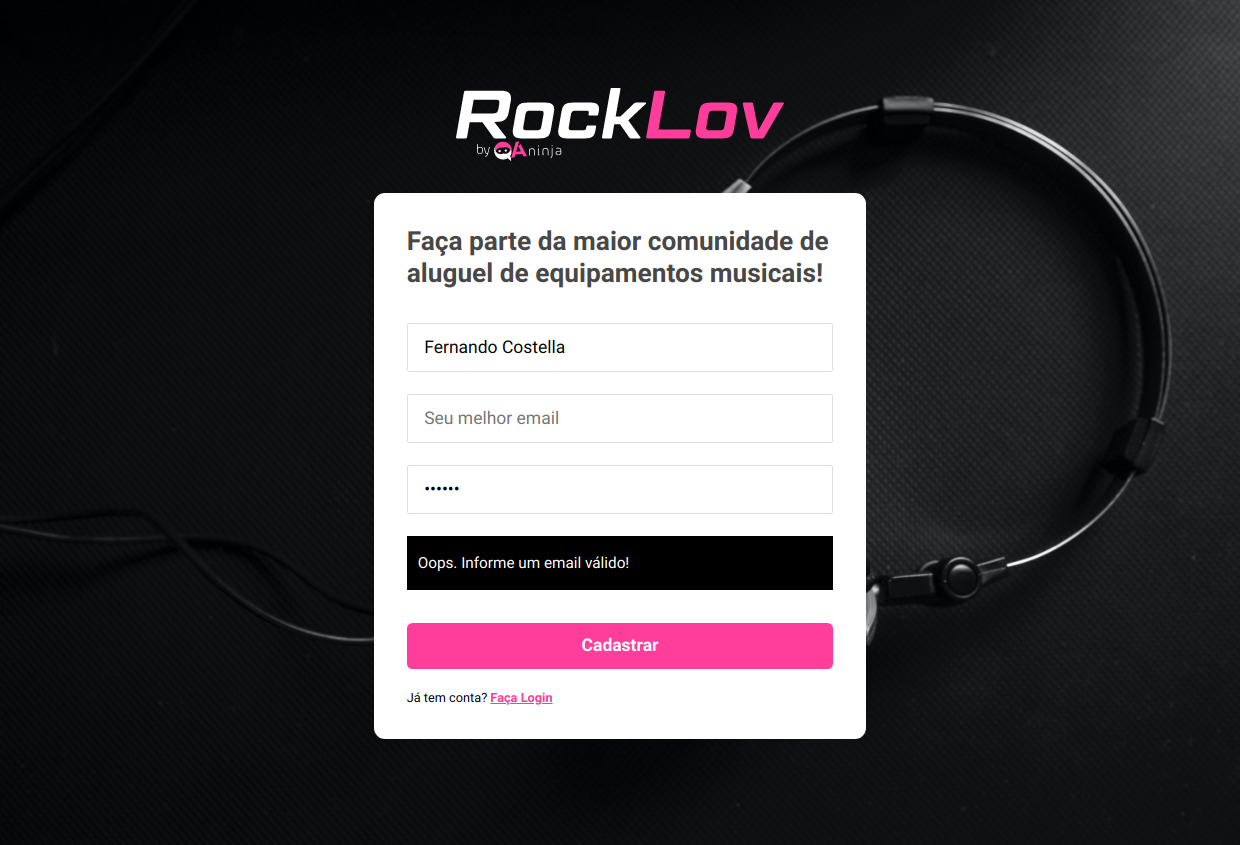 RockLov
by QAninja
Faça parte da maior comunidade de
aluguel de equipamentos musicais!
Fernando Costella
Seu melhor email
••••••
Oops. Informe um email válido!
Cadastrar
Já tem conta? Faça Login